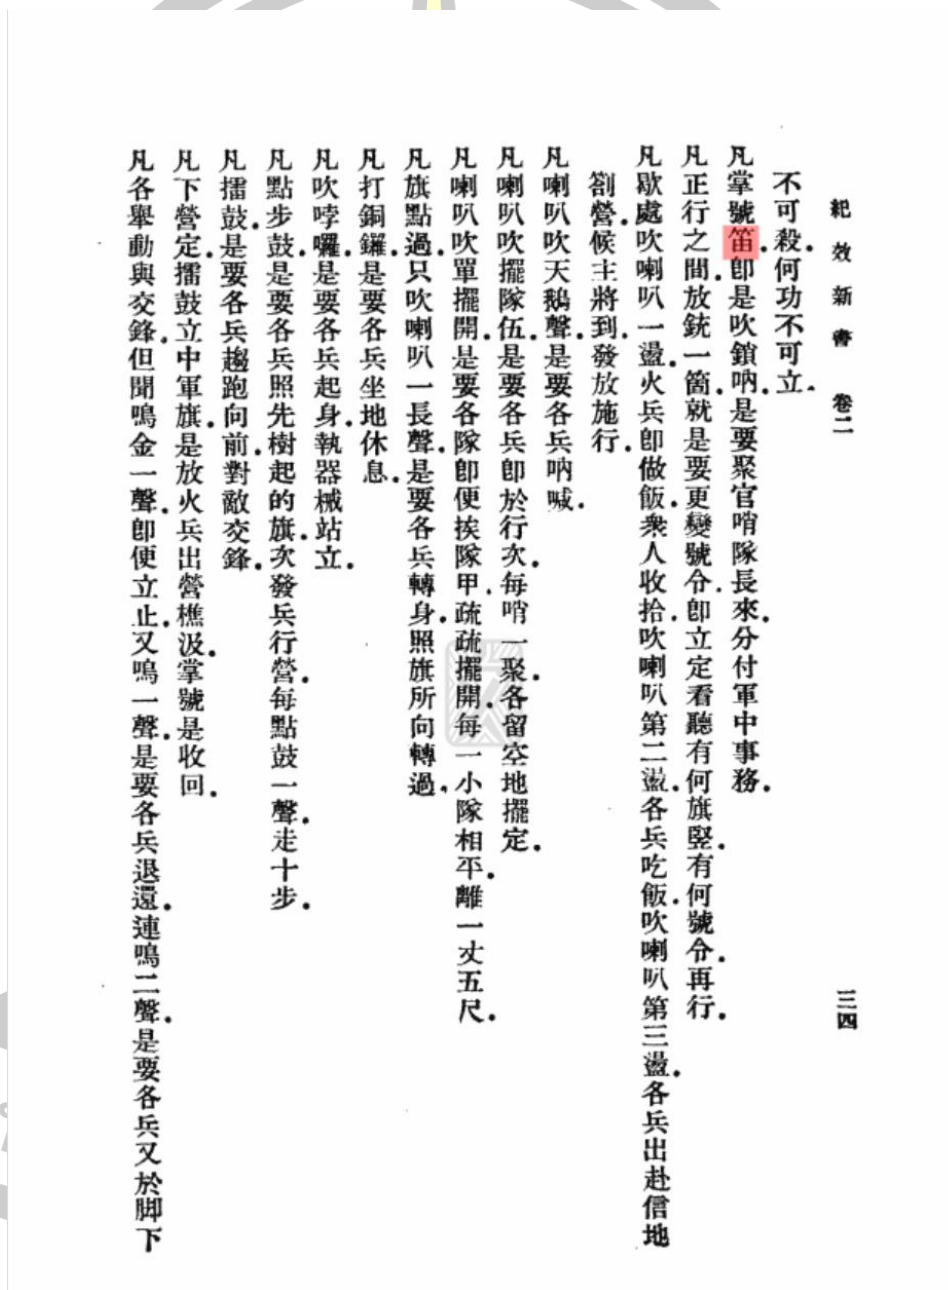 紀效新書 卷二 三四
不可殺．何功不可立．
凡掌號笛．卽是吹鎖吶．是要聚官哨隊長來．分付軍中事務．
凡正行之間．放銃一箇．就是要更變號令．卽立定看聽有何旗竪．有何號令．再行．
凡歇處吹喇叭一盪．火兵卽做飯．衆人收拾．吹喇叭第二盪．各兵吃飯．吹喇叭第三盪．各兵出赴信地
劄營．候主將到．發放施行．
凡喇叭吹天鵝聲．是要各兵吶喊．
凡喇叭吹擺隊伍．是要各兵卽於行次．每哨一聚．各留空地擺定．
凡喇叭吹單擺開．是要各隊卽便挨隊甲．疏疏擺開．每一小隊相平．離一丈五尺．
凡旗點過．只吹喇叭一長聲．是要各兵轉身．照旗所向轉過．
凡打銅鑼．是要各兵坐地休息．
凡吹哱囉．是要各兵起身．執器械站立．
凡點步鼓．是要各兵照先樹起的旗．次發兵行營．每點鼓一聲．走十步．
凡擂鼓．是要各兵趨跑向前．對敵交鋒．
凡下營定．擂鼓立中軍旗．是放火兵出營樵汲．掌號是收回．
凡各舉動與交鋒．但聞鳴金一聲．卽便立止．又鳴一聲．是要各兵退還．連鳴二聲．是要各兵又於脚下